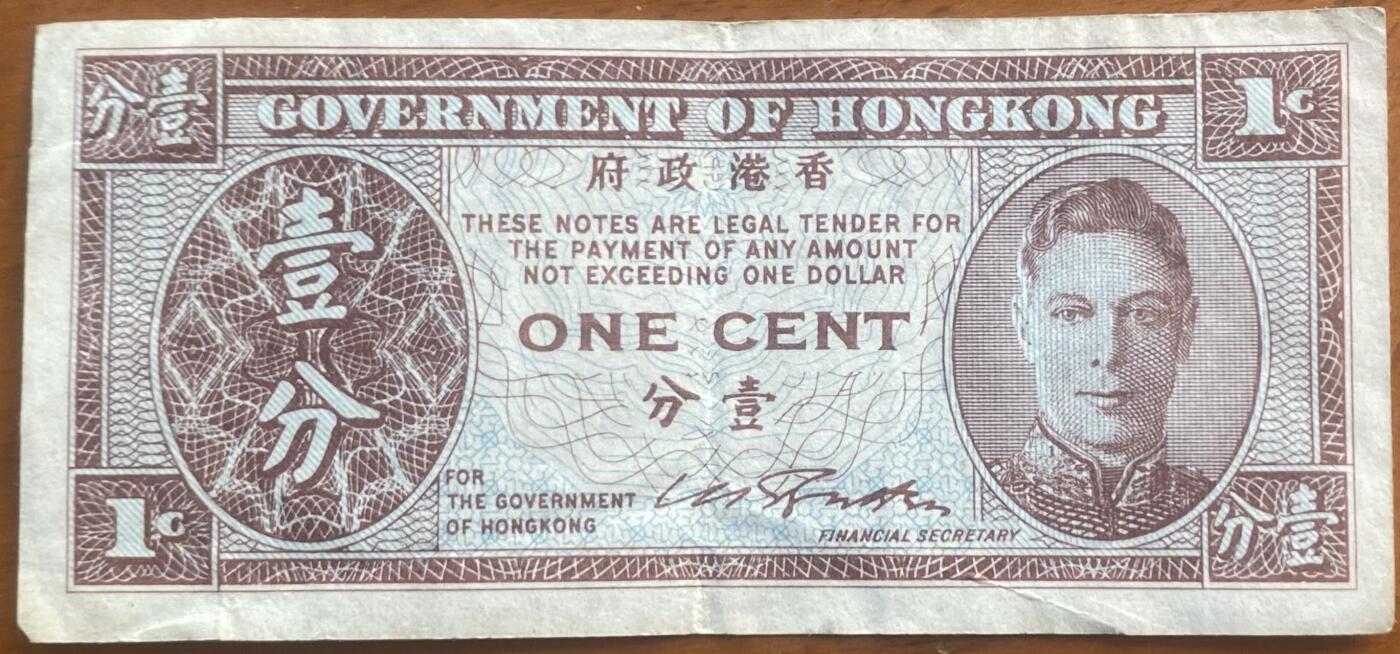 分壹
1C
GOVERNMENT OF HONGKONG
府政港香
THESE NOTES ARE LEGAL TENDER FOR
THE PAYMENT OF ANY AMOUNT
NOT EXCEEDING ONE DOLLAR
壹
分
ONE CENT
分壹
FOR
THE GOVERNMENT
OF HONGKONG
FINANCIAL SECRETARY
1C
分壹